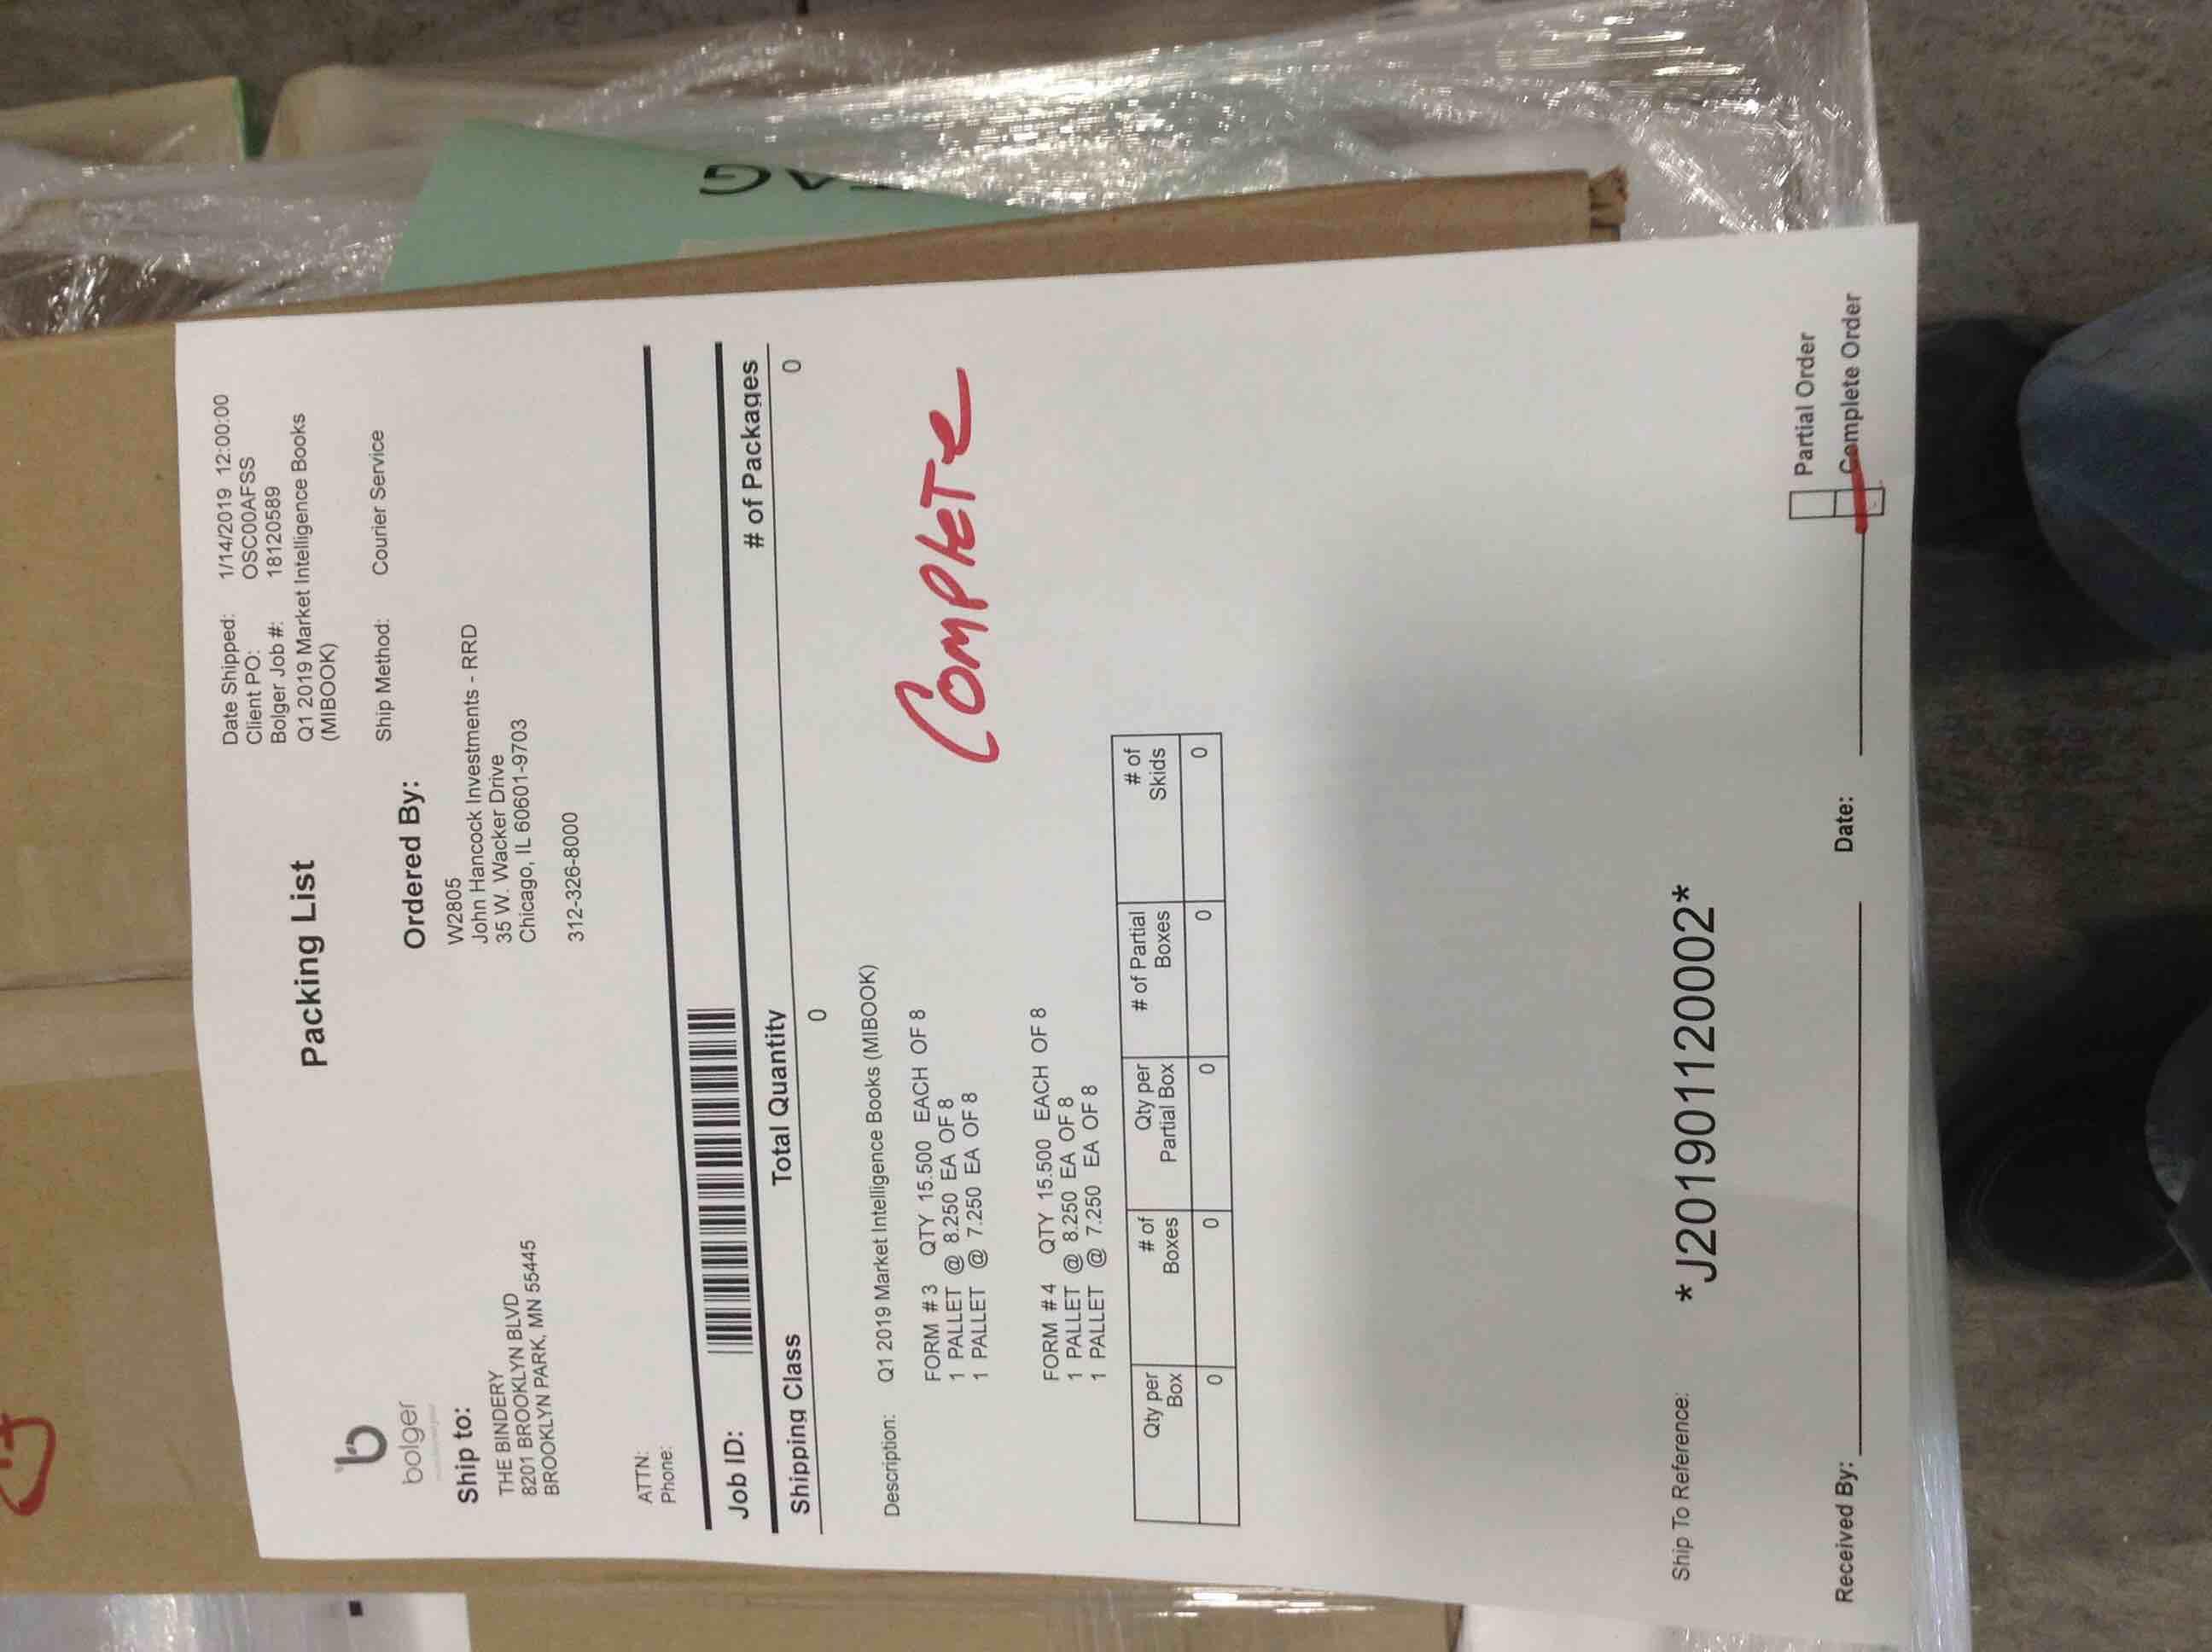 Packing List
bolger
Date Shipped: 1/14/2019 12:00:00
Client PO: OSC00AFSS
Bolger Job #: 18120589
Q1 2019 Market Intelligence Books
(MIBOOK)
Ship Method: Courier Service
Ship to:
THE BINDERY
8201 BROOKLYN BLVD
BROOKLYN PARK, MN 55445
Ordered By:
W2805
John Hancock Investments - RRD
35 W. Wacker Drive
Chicago, IL 60601-9703
312-326-8000
ATTN:
Phone:
Job ID:
Shipping Class Total Quantity # of Packages
0 0
Description: Q1 2019 Market Intelligence Books (MIBOOK)
FORM # 3 QTY 15.500 EACH OF 8
1 PALLET @ 8.250 EA OF 8
1 PALLET @ 7.250 EA OF 8
COMPLETE
FORM # 4 QTY 15.500 EACH OF 8
1 PALLET @ 8.250 EA OF 8
1 PALLET @ 7.250 EA OF 8
Qty per Box # of Boxes Qty per Partial Box # of Partial Boxes # of Skids
0 0 0 0 0
Ship To Reference: *J201901120002*
Partial Order
Complete Order
Received By: Date: